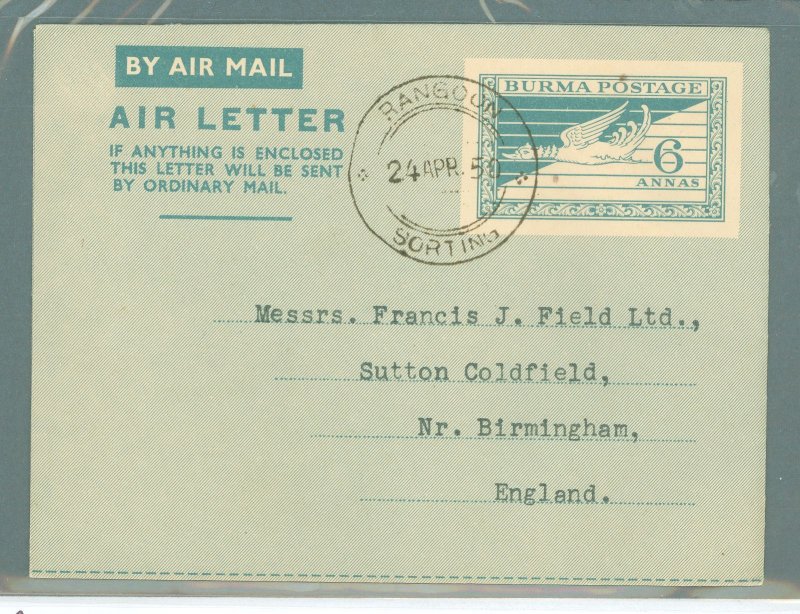 BY AIR MAIL
AIR LETTER
IF ANYTHING IS ENCLOSED
THIS LETTER WILL BE SENT
BY ORDINARY MAIL.
RANGOON
24 APR. 50
SORTING
BURMA POSTAGE
6
ANNAS
Messrs. Francis J. Field Ltd.,
Sutton Coldfield,
Nr. Birmingham,
England.